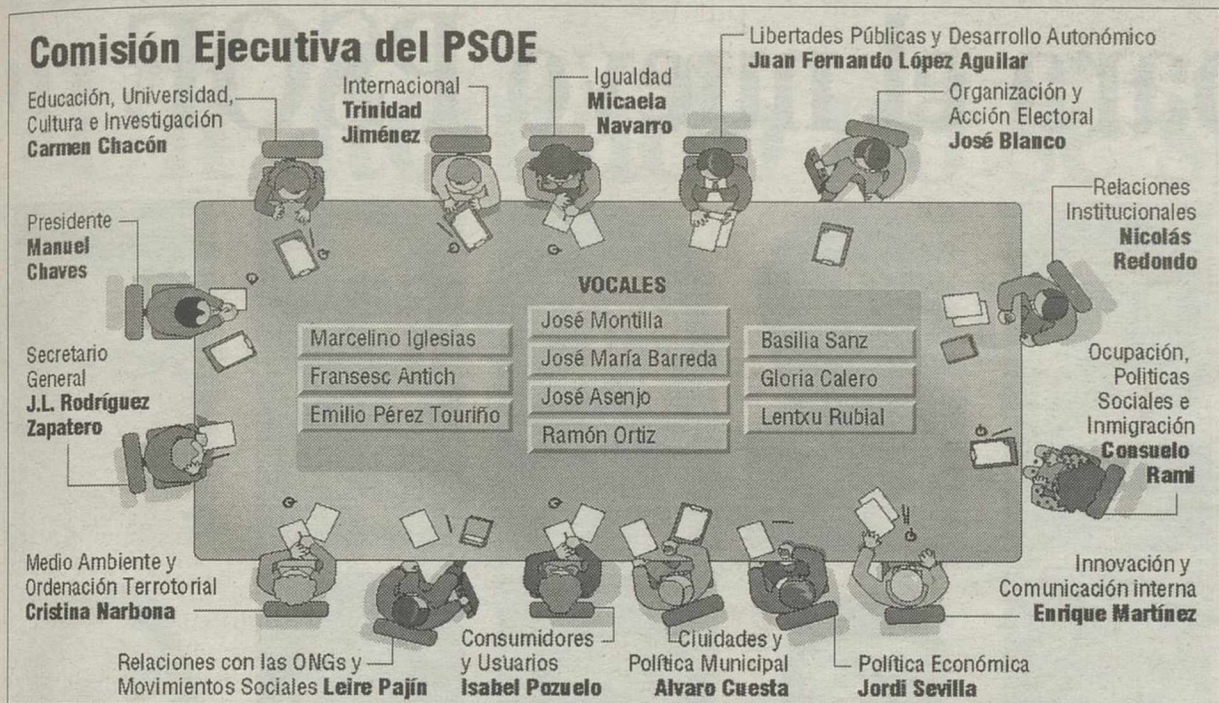 Comisión Ejecutiva del PSOE
Educación, Universidad,
Cultura e Investigación
Carmen Chacón
Internacional
Trinidad
Jiménez
Igualdad
Micaela
Navarro
Libertades Públicas y Desarrollo Autonómico
Juan Fernando López Aguilar
Organización y
Acción Electoral
José Blanco
Presidente
Manuel
Chaves
Relaciones
Institucionales
Nicolás
Redondo
Secretario
General
J.L. Rodríguez
Zapatero
VOCALES
Marcelino Iglesias
Fransesc Antich
Emilio Pérez Touriño
José Montilla
José María Barreda
José Asenjo
Ramón Ortiz
Basilia Sanz
Gloria Calero
Lentxu Rubial
Ocupación,
Politicas
Sociales e
Inmigración
Consuelo
Rami
Medio Ambiente y
Ordenación Terrotorial
Cristina Narbona
Relaciones con las ONGs y
Movimientos Sociales Leire Pajín
Consumidores
y Usuarios
Isabel Pozuelo
Ciuidades y
Política Municipal
Alvaro Cuesta
Política Económica
Jordi Sevilla
Innovación y
Comunicación interna
Enrique Martínez